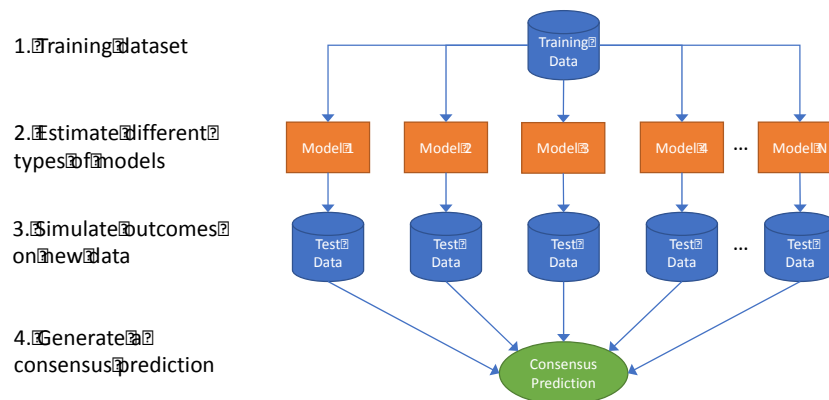 1. Training dataset
Training
Data
2. Estimate different
types of models
Model 1
Model 2
Model 3
Model 4
...
Model N
3. Simulate outcomes
on new data
Test
Data
Test
Data
Test
Data
Test
Data
...
Test
Data
4. Generate a
consensus prediction
Consensus
Prediction